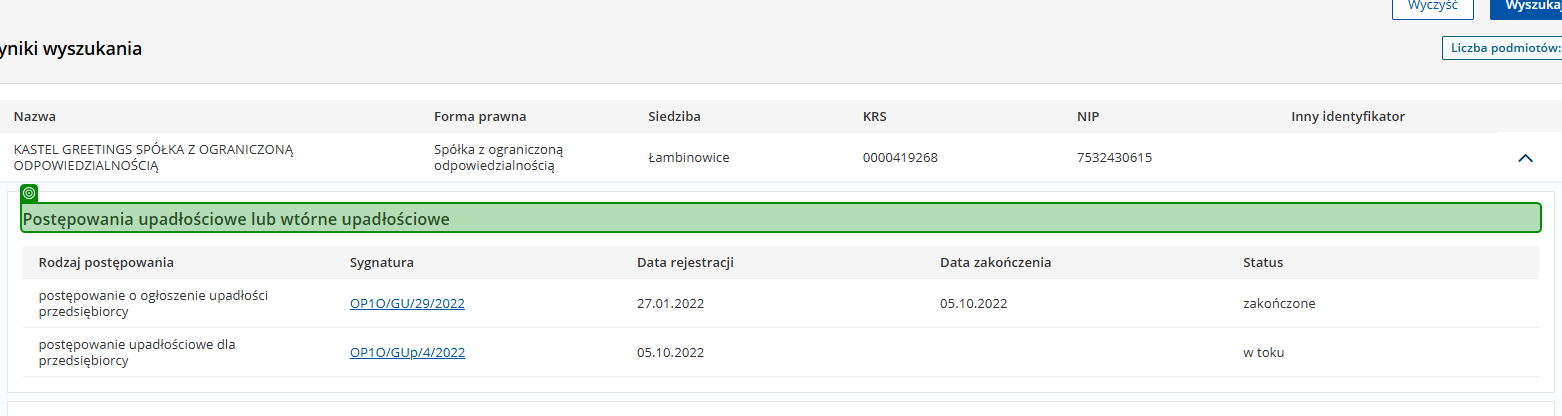 Wyczyść
Wyszukaj
yniki wyszukania
Liczba podmiotów:
Nazwa Forma prawna Siedziba KRS NIP Inny identyfikator
KASTEL GREETINGS SPÓŁKA Z OGRANICZONĄ
ODPOWIEDZIALNOŚCIĄ
Spółka z ograniczoną
odpowiedzialnością
Łambinowice
0000419268
7532430615
Postępowania upadłościowe lub wtórne upadłościowe
Rodzaj postępowania Sygnatura Data rejestracji Data zakończenia Status
postępowanie o ogłoszenie upadłości
przedsiębiorcy
OP1O/GU/29/2022
27.01.2022
05.10.2022
zakończone
postępowanie upadłościowe dla
przedsiębiorcy
OP1O/GUp/4/2022
05.10.2022
w toku